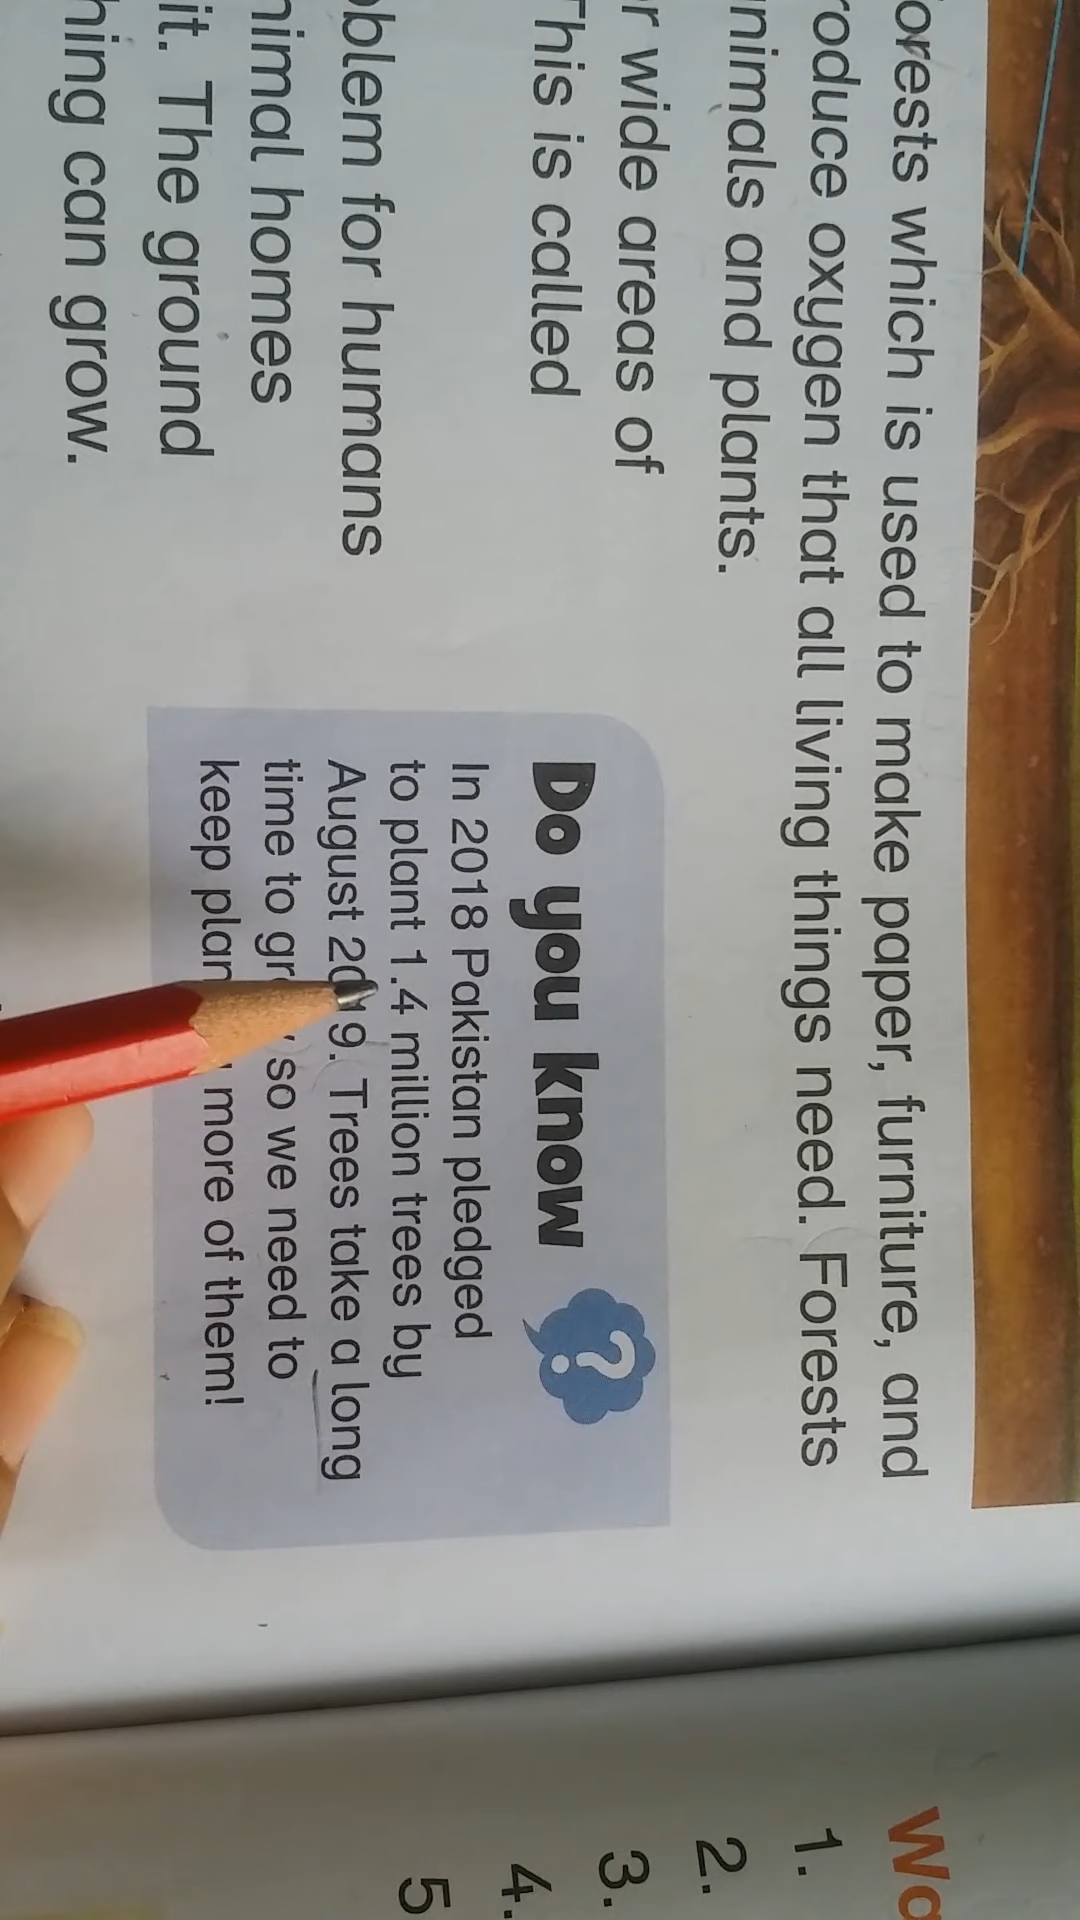 orests which is used to make paper, furniture, and
roduce oxygen that all living things need. Forests
nimals and plants.
r wide areas of
This is called
blem for humans
nimal homes
it. The ground
hing can grow.
Do you know ?
In 2018 Pakistan pledged
to plant 1.4 million trees by
August 2019. Trees take a long
time to so we need to
keep more of them!
Wo
1.
2.
3.
4.
5